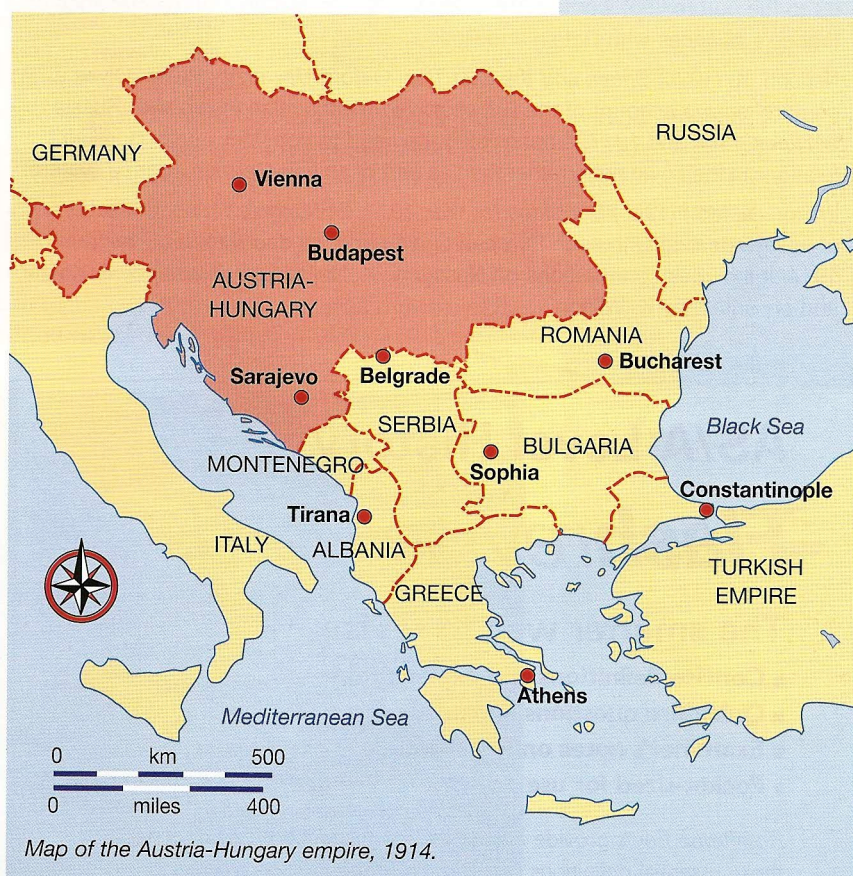 RUSSIA
GERMANY
Vienna
Budapest
AUSTRIA-
HUNGARY
ROMANIA
Bucharest
Belgrade
Sarajevo
SERBIA
Black Sea
BULGARIA
MONTENEGRO
Sophia
Constantinople
Tirana
ITALY
ALBANIA
TURKISH
EMPIRE
GREECE
Athens
Mediterranean Sea
0 km 500
0 miles 400
Map of the Austria-Hungary empire, 1914.